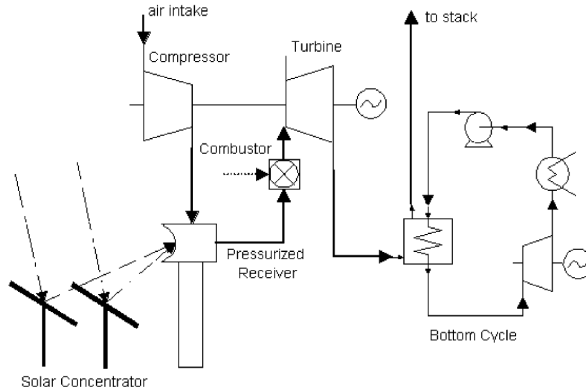 air intake
to stack
Turbine
Compressor
Combustor
Pressurized
Receiver
Bottom Cycle
Solar Concentrator